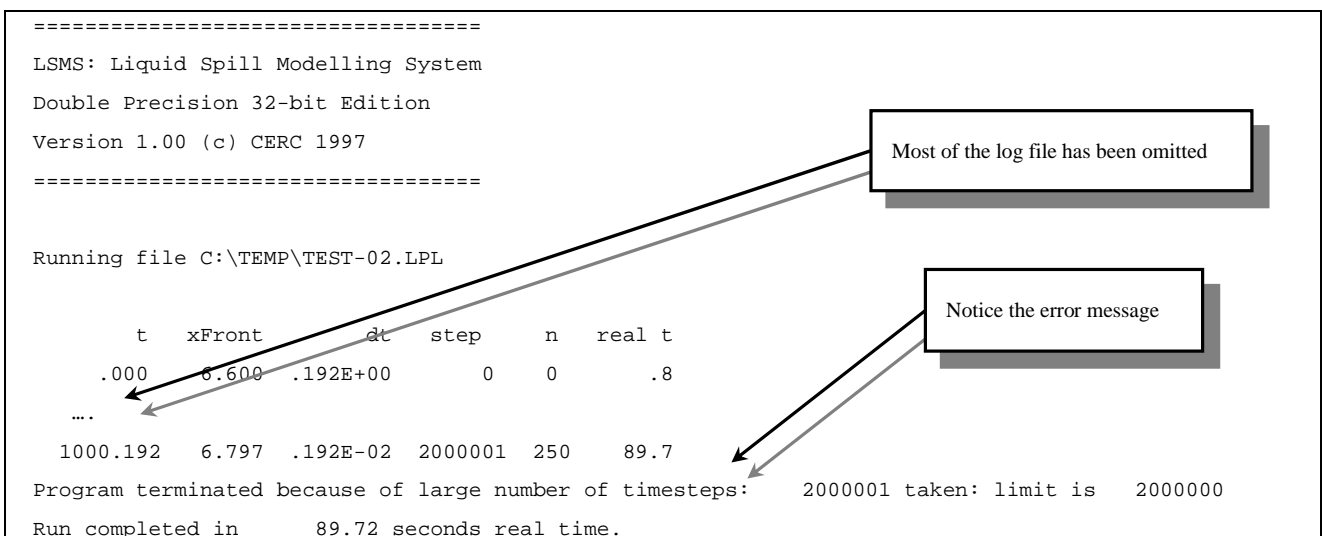 ===================================
LSMS: Liquid Spill Modelling System
Double Precision 32-bit Edition
Version 1.00 (c) CERC 1997
===================================
Most of the log file has been omitted
Running file C:\TEMP\TEST-02.LPL
Notice the error message
t xFront dt step n real t
.000 6.600 .192E+00 0 0 .8
….
1000.192 6.797 .192E-02 2000001 250 89.7
Program terminated because of large number of timesteps: 2000001 taken: limit is 2000000
Run completed in 89.72 seconds real time.